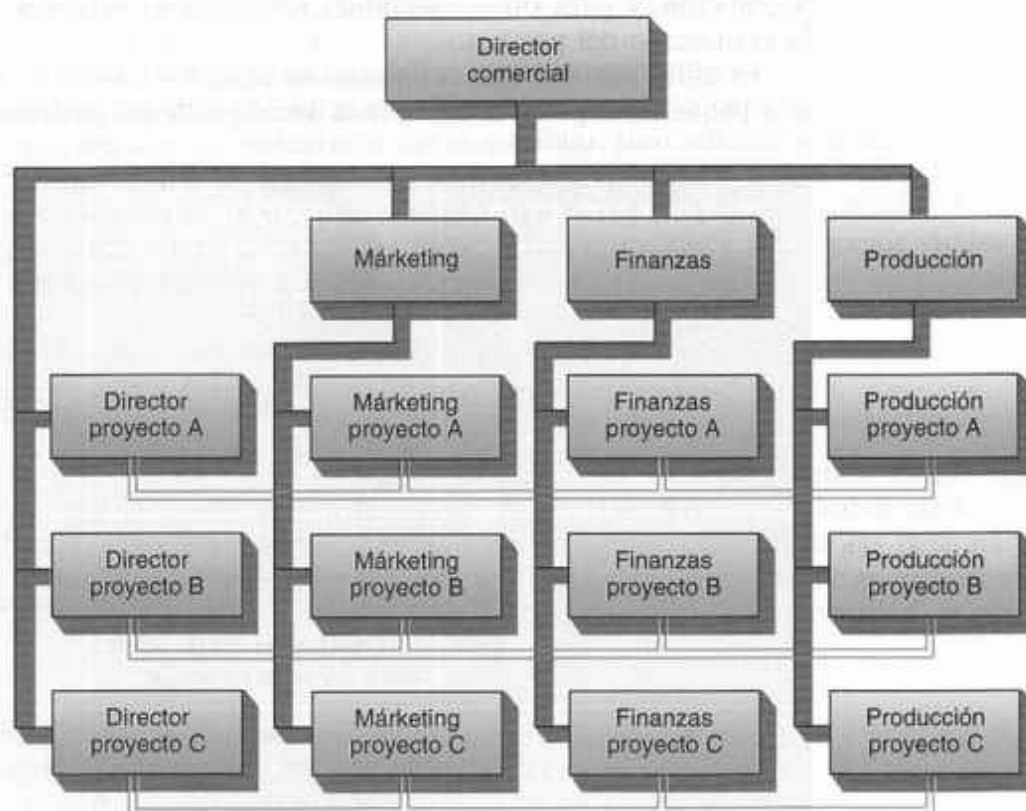 Director
comercial
Márketing
Finanzas
Producción
Director
proyecto A
Márketing
proyecto A
Finanzas
proyecto A
Producción
proyecto A
Director
proyecto B
Márketing
proyecto B
Finanzas
proyecto B
Producción
proyecto B
Director
proyecto C
Márketing
proyecto C
Finanzas
proyecto C
Producción
proyecto C